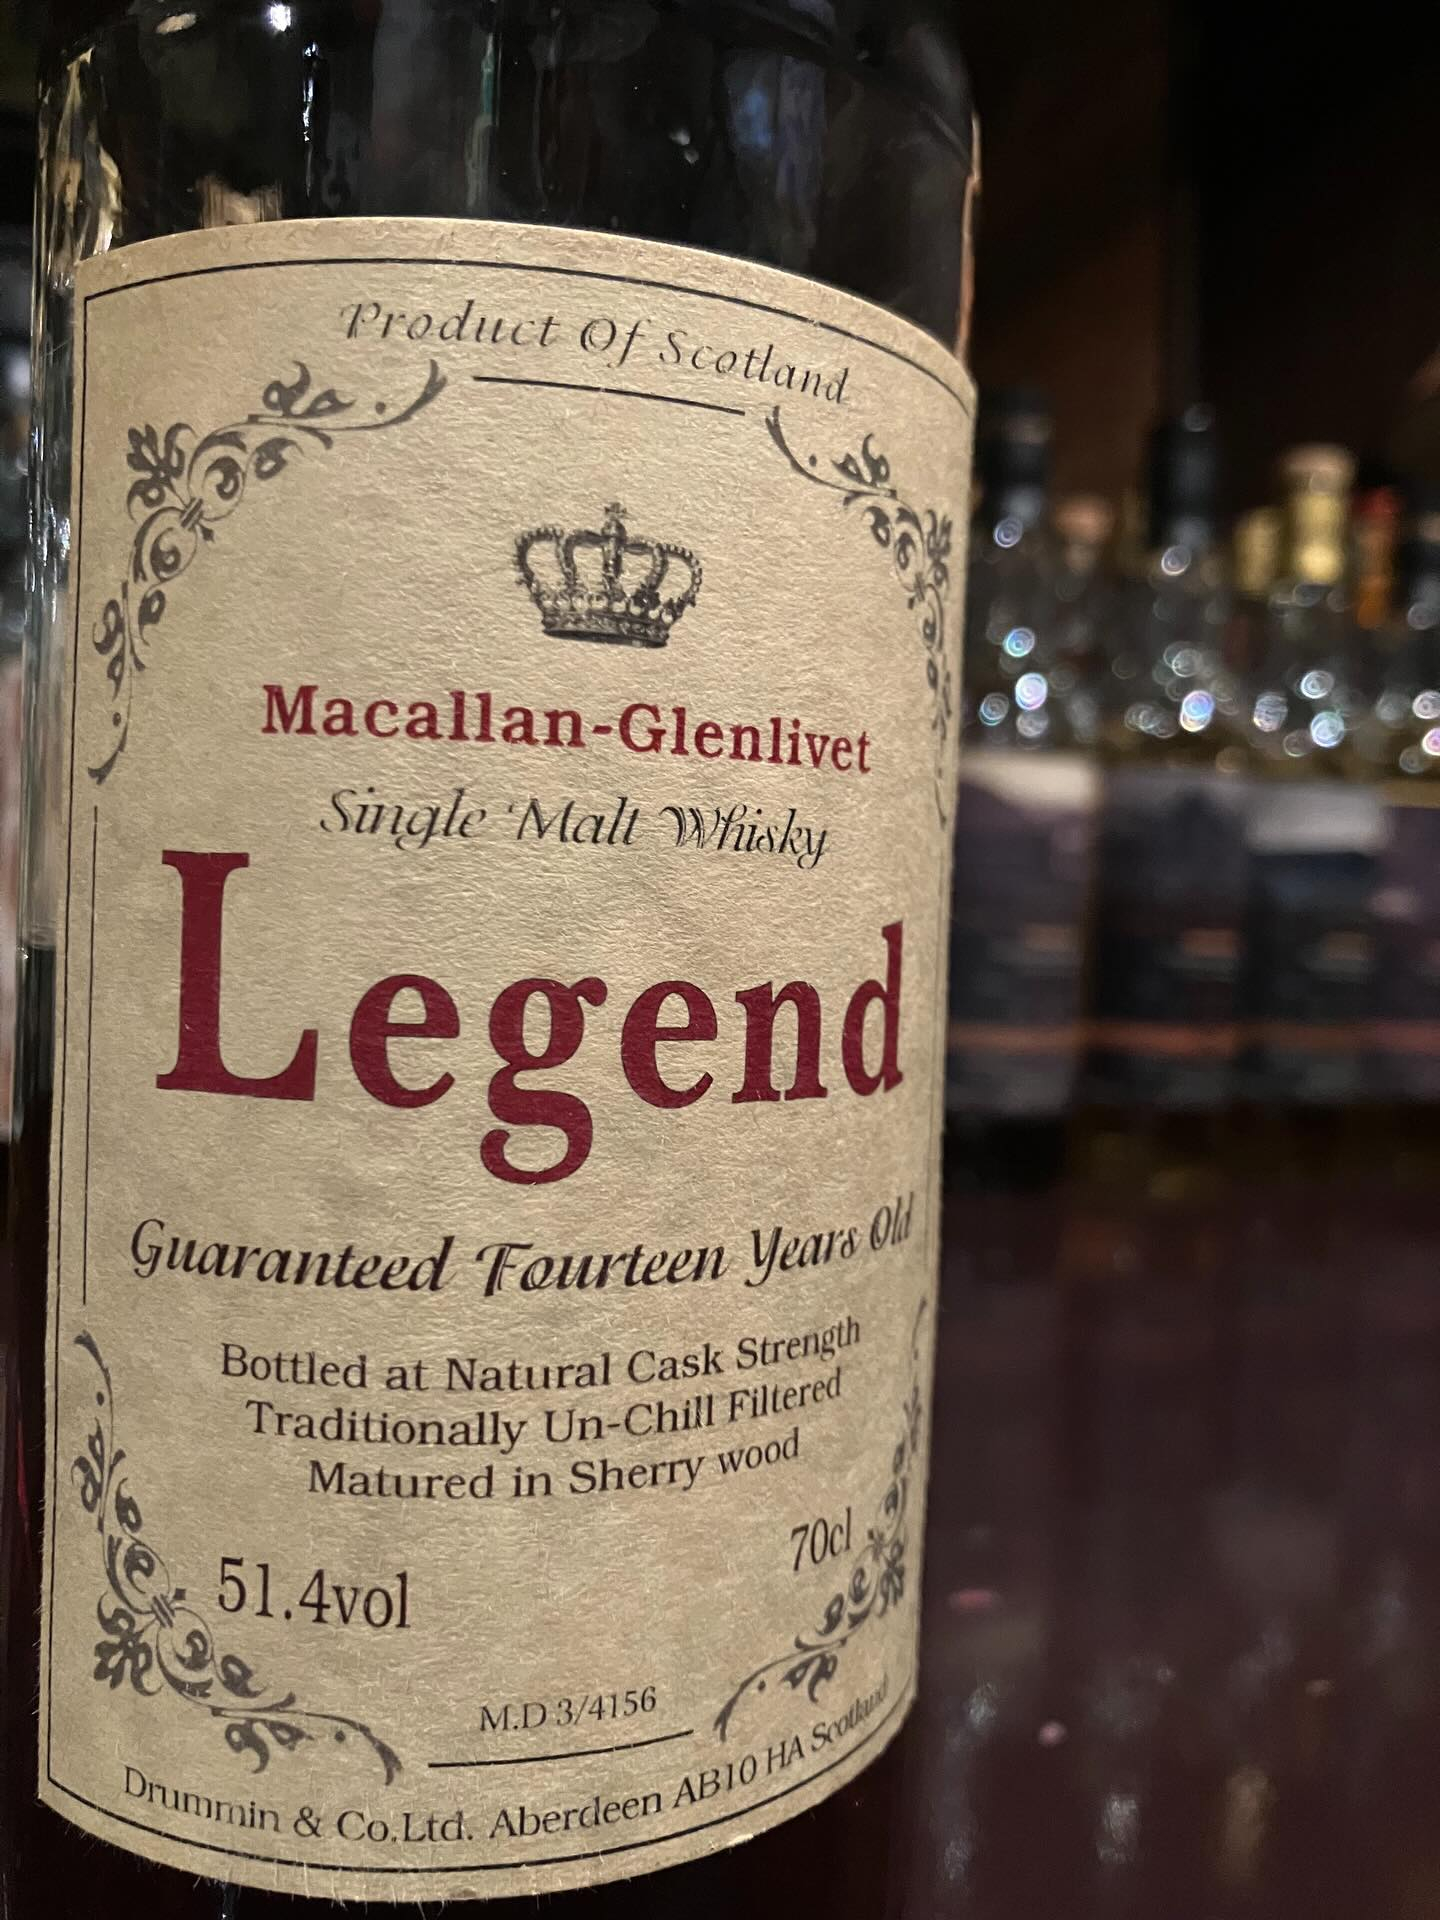 Product Of Scotland
Macallan-Glenlivet
Single Malt Whisky
Legend
Guaranteed Fourteen Years Old
Bottled at Natural Cask Strength
Traditionally Un-Chill Filtered
Matured in Sherry wood
70cl
51.4vol
M.D 3/4156
Drummin & Co.Ltd. Aberdeen AB10 HA Scotland